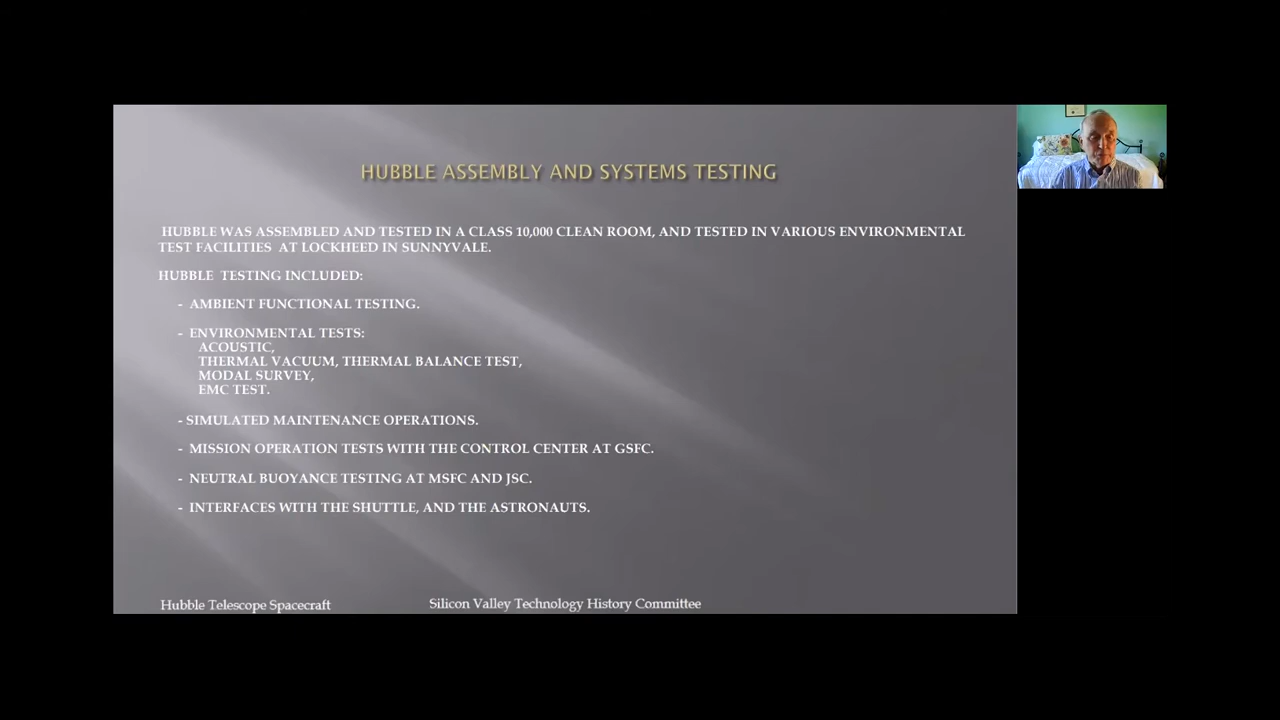 HUBBLE ASSEMBLY AND SYSTEMS TESTING
HUBBLE WAS ASSEMBLED AND TESTED IN A CLASS 10,000 CLEAN ROOM, AND TESTED IN VARIOUS ENVIRONMENTAL
TEST FACILITIES AT LOCKHEED IN SUNNYVALE.
HUBBLE TESTING INCLUDED:
- AMBIENT FUNCTIONAL TESTING.
- ENVIRONMENTAL TESTS:
ACOUSTIC,
THERMAL VACUUM, THERMAL BALANCE TEST,
MODAL SURVEY,
EMC TEST.
- SIMULATED MAINTENANCE OPERATIONS.
- MISSION OPERATION TESTS WITH THE CONTROL CENTER AT GSFC.
- NEUTRAL BUOYANCE TESTING AT MSFC AND JSC.
- INTERFACES WITH THE SHUTTLE, AND THE ASTRONAUTS.
Hubble Telescope Spacecraft
Silicon Valley Technology History Committee